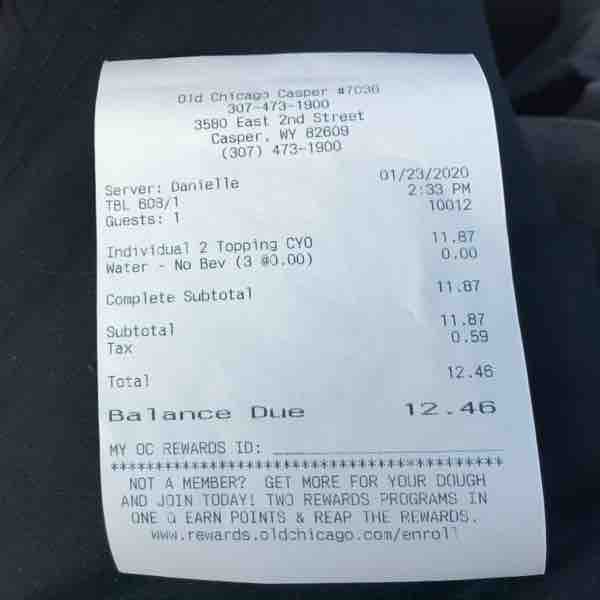 Old Chicago Casper #7036
307-473-1900
3580 East 2nd Street
Casper, WY 82609
(307) 473-1900
Server: Danielle 01/23/2020
TBL 608/1 2:33 PM
Guests: 1 10012
Individual 2 Topping CYO 11.87
Water - No Bev (3 @0.00) 0.00
Complete Subtotal 11.87
Subtotal 11.87
Tax 0.59
Total 12.46
Balance Due 12.46
MY OC REWARDS ID: _______________
****************************************
NOT A MEMBER? GET MORE FOR YOUR DOUGH
AND JOIN TODAY! TWO REWARDS PROGRAMS IN
ONE Q EARN POINTS & REAP THE REWARDS.
www.rewards.oldchicago.com/enroll